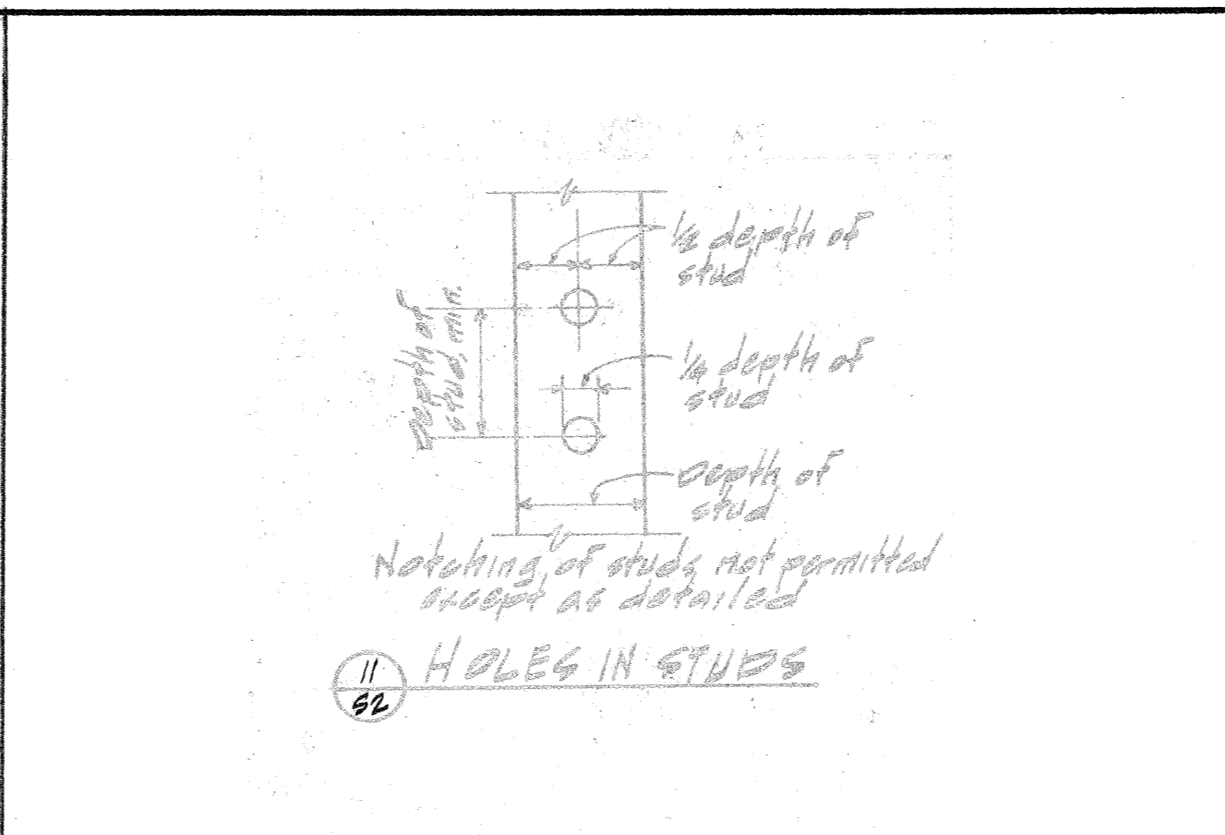 1/2 depth of
stud
Depth of
stud, min.
1/4 depth of
stud
Depth of
stud
Notching of studs not permitted
except as detailed
11
S2
HOLES IN STUDS